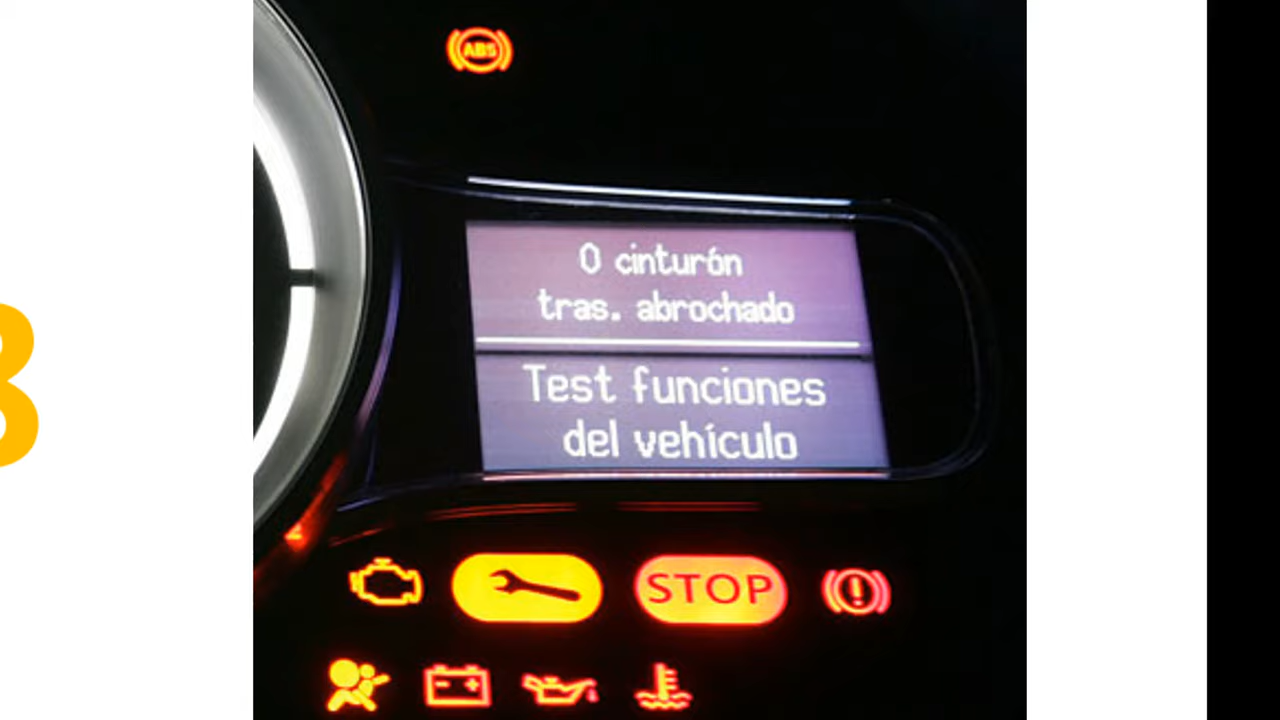 ABS
0 cinturón
tras. abrochado
Test funciones
del vehículo
STOP